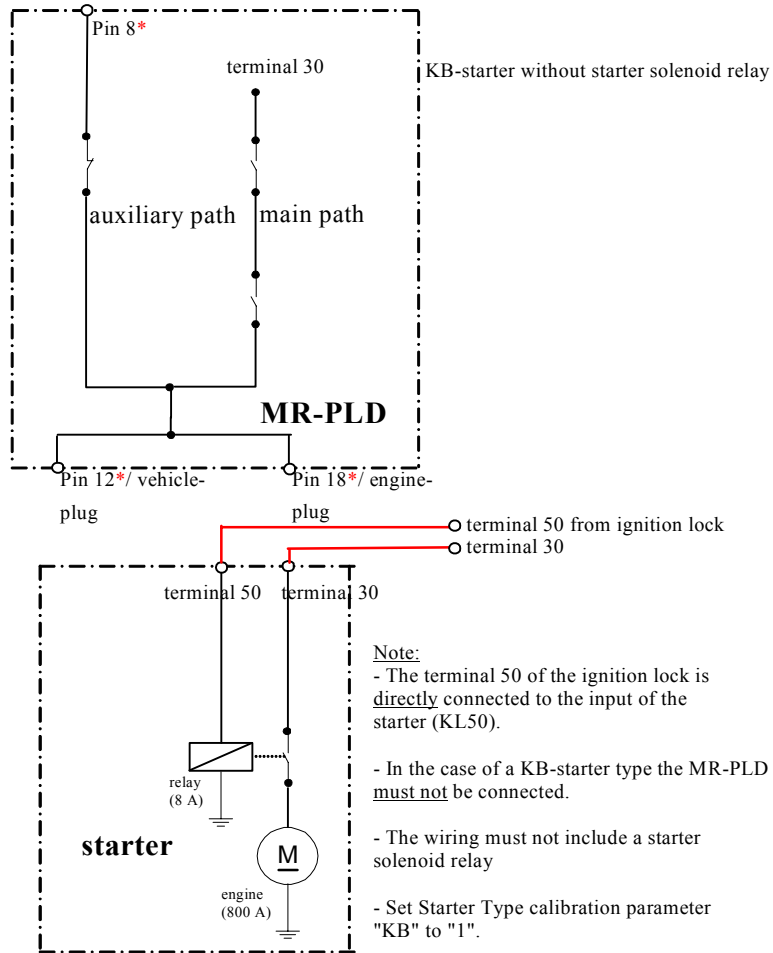 Pin 8*
terminal 30
KB-starter without starter solenoid relay
auxiliary path
main path
MR-PLD
Pin 12*/ vehicle-
plug
Pin 18*/ engine-
plug
terminal 50 from ignition lock
terminal 30
terminal 50
terminal 30
Note:
- The terminal 50 of the ignition lock is
directly connected to the input of the
starter (KL50).
- In the case of a KB-starter type the MR-PLD
must not be connected.
- The wiring must not include a starter
solenoid relay
- Set Starter Type calibration parameter
"KB" to "1".
relay
(8 A)
starter
M
engine
(800 A)